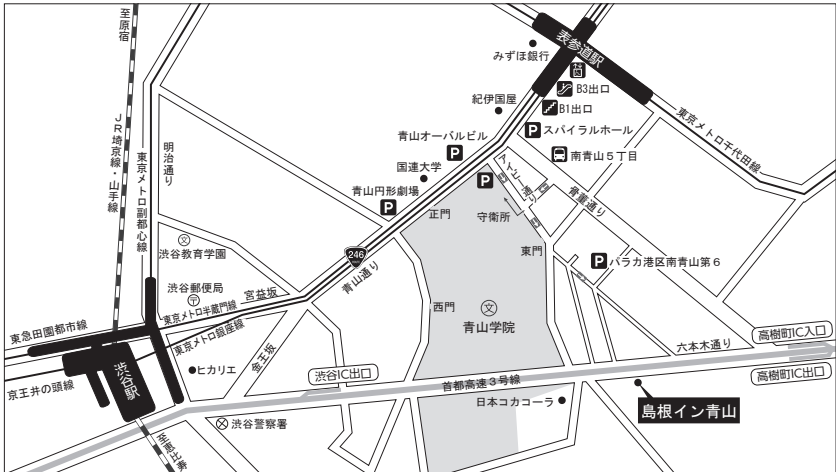 至原宿
JR埼京線・山手線
東京メトロ副都心線
明治通り
みずほ銀行
表参道駅
B3出口
B1出口
紀伊国屋
P
スパイラルホール
東京メトロ千代田線
青山オーバルビル
P
南青山5丁目
国連大学
アイビー通り
青山円形劇場
P
P
骨董通り
正門
守衛所
東門
246
青山通り
文
渋谷教育学園
P
パラカ港区南青山第6
渋谷郵便局
〒
宮益坂
西門
文
青山学院
東急田園都市線
東京メトロ半蔵門線
東京メトロ銀座線
金王坂
六本木通り
高樹町IC入口
京王井の頭線
渋谷駅
ヒカリエ
渋谷IC出口
首都高速3号線
高樹町IC出口
日本コカコーラ
島根イン青山
渋谷警察署
至恵比寿